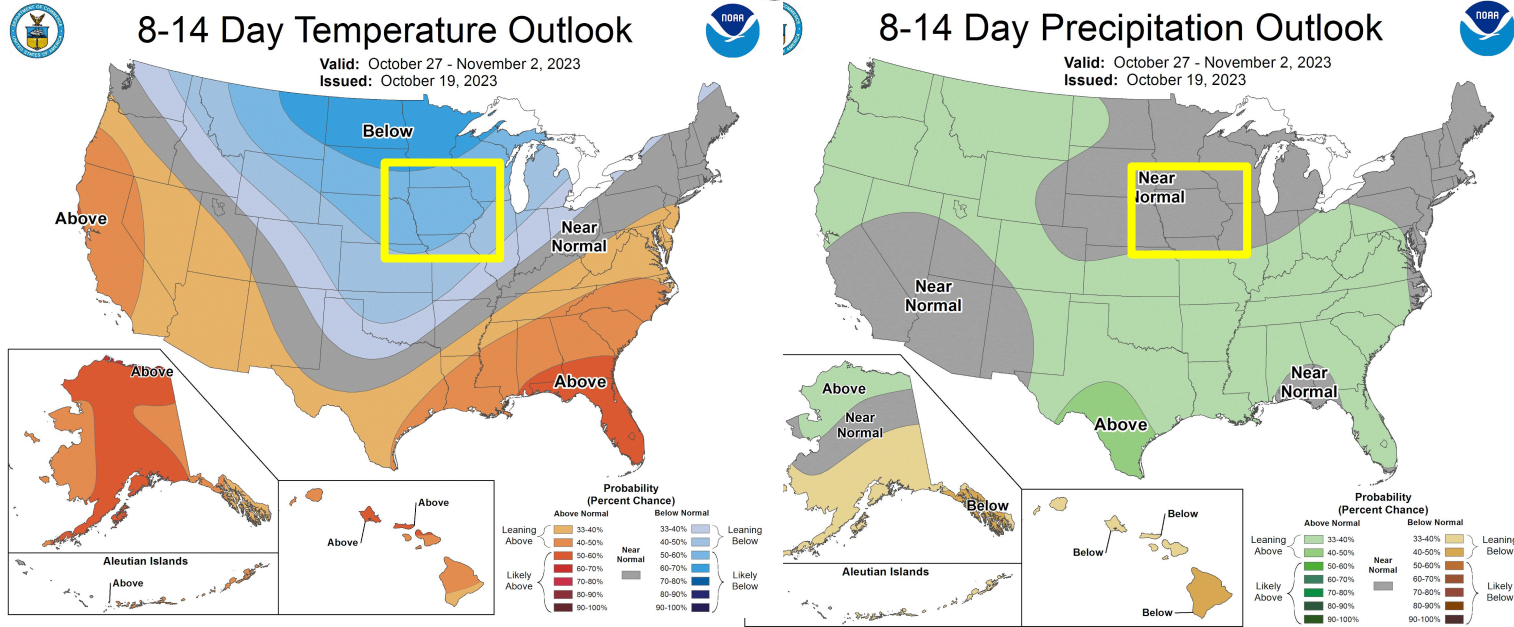 8-14 Day Temperature Outlook
NOAA
Valid: October 27 - November 2, 2023
Issued: October 19, 2023
Below
Above
Near
Normal
Above
Above
Above
Above
Aleutian Islands
Above
Probability
(Percent Chance)
Above Normal
Below Normal
Leaning
Above
33-40%
40-50%
Likely
Above
50-60%
60-70%
70-80%
80-90%
90-100%
Near
Normal
33-40%
40-50%
Leaning
Below
50-60%
60-70%
70-80%
80-90%
90-100%
Likely
Below
8-14 Day Precipitation Outlook
NOAA
Valid: October 27 - November 2, 2023
Issued: October 19, 2023
Near
Normal
Near
Normal
Near
Normal
Above
Above
Near
Normal
Below
Below
Below
Below
Aleutian Islands
Probability
(Percent Chance)
Above Normal
Below Normal
Leaning
Above
33-40%
40-50%
Likely
Above
50-60%
60-70%
70-80%
80-90%
90-100%
Near
Normal
33-40%
40-50%
Leaning
Below
50-60%
60-70%
70-80%
80-90%
90-100%
Likely
Below